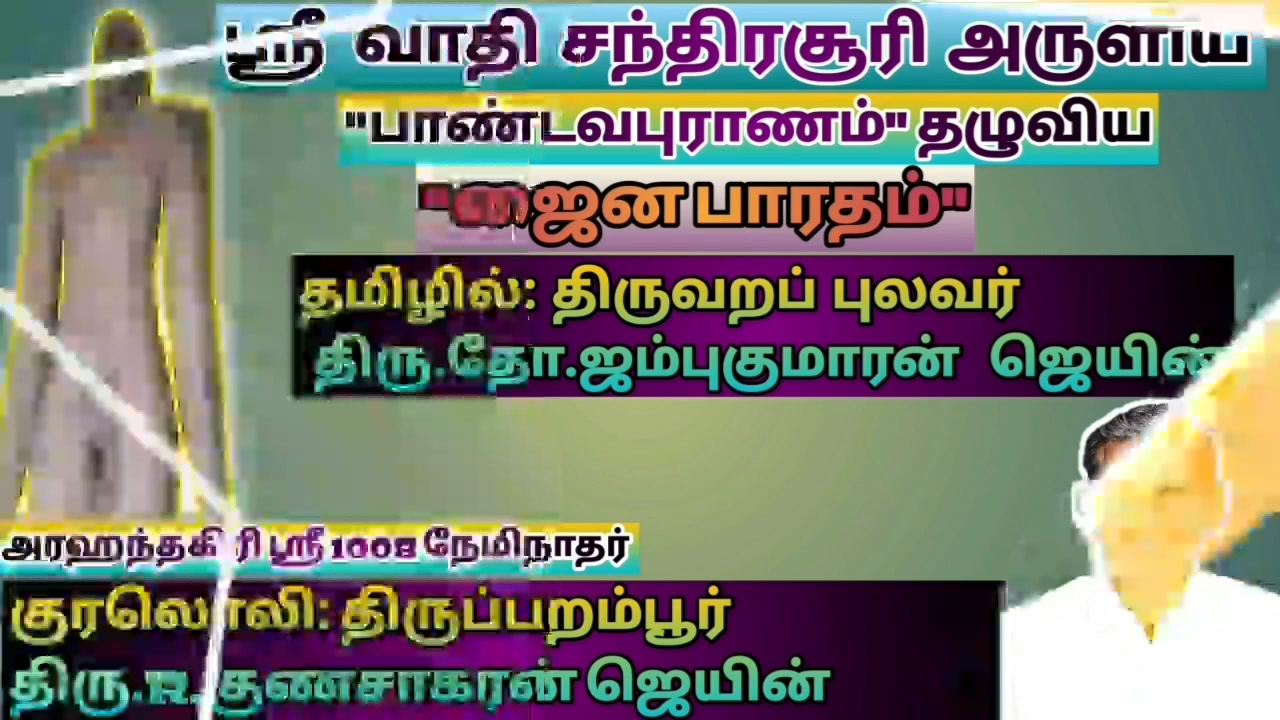 ஸ்ரீ வாதி சந்திரசூரி அருளிய
"பாண்டவபுராணம்" தழுவிய
"ஜைன பாரதம்"
தமிழில்: திருவறப் புலவர்
திரு.தோ.ஜம்புகுமாரன் ஜெயின்
அரஹந்தகிரி ஸ்ரீ 1008 நேமிநாதர்
குரலொலி: திருப்பறம்பூர்
திரு.R. குணசாகரன் ஜெயின்